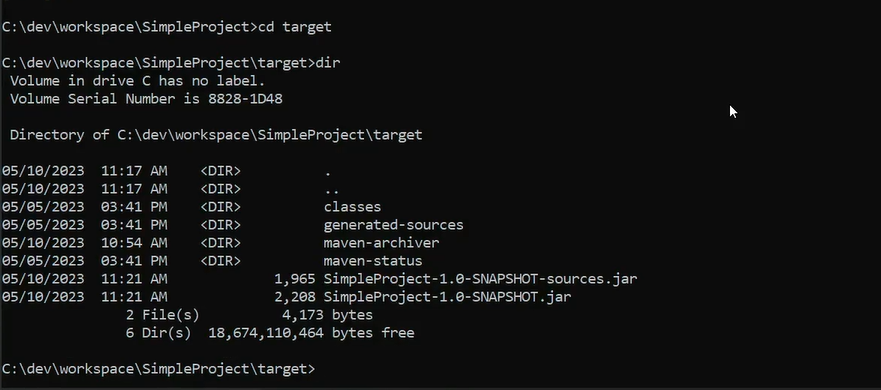 C:\dev\workspace\SimpleProject>cd target
C:\dev\workspace\SimpleProject\target>dir
 Volume in drive C has no label.
 Volume Serial Number is 8828-1D48
 Directory of C:\dev\workspace\SimpleProject\target
05/10/2023  11:17 AM    <DIR>          .
05/10/2023  11:17 AM    <DIR>          ..
05/05/2023  03:41 PM    <DIR>          classes
05/05/2023  03:41 PM    <DIR>          generated-sources
05/10/2023  10:54 AM    <DIR>          maven-archiver
05/05/2023  03:41 PM    <DIR>          maven-status
05/10/2023  11:21 AM             1,965 SimpleProject-1.0-SNAPSHOT-sources.jar
05/10/2023  11:21 AM             2,208 SimpleProject-1.0-SNAPSHOT.jar
               2 File(s)          4,173 bytes
               6 Dir(s)  18,674,110,464 bytes free
C:\dev\workspace\SimpleProject\target>